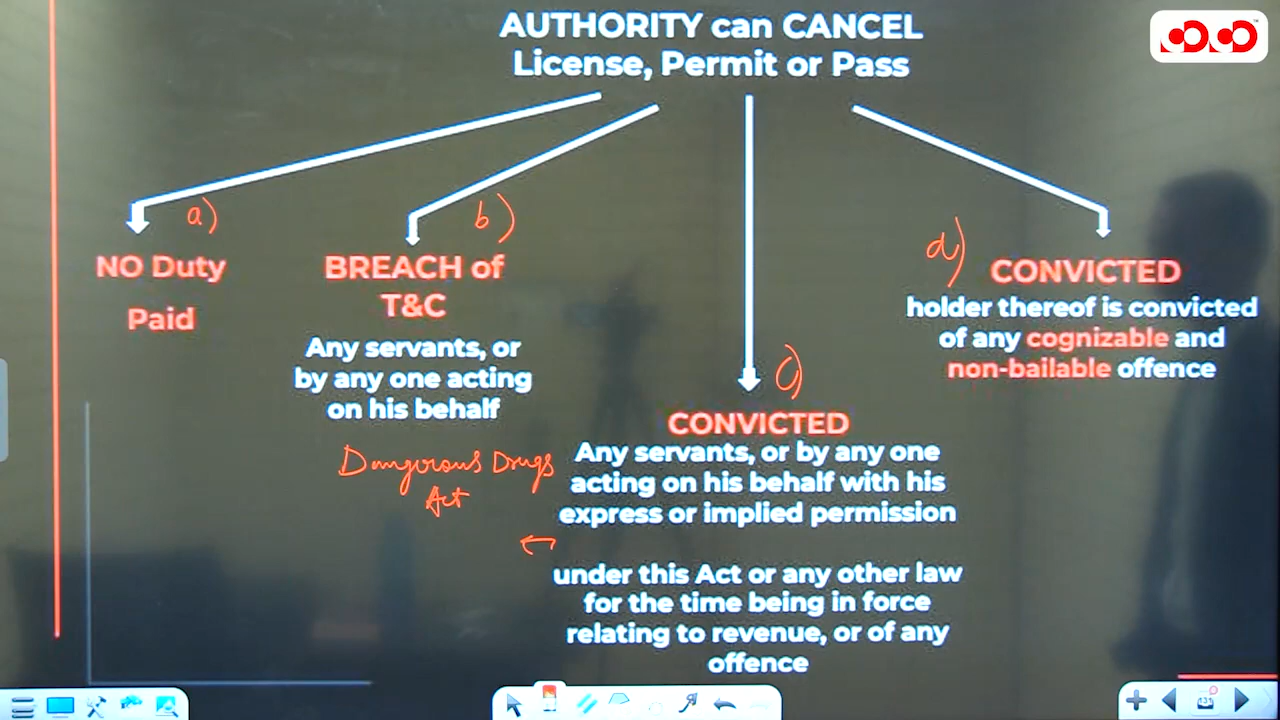 AUTHORITY can CANCEL
License, Permit or Pass
a)
NO Duty
Paid
b)
BREACH of
T&C
Any servants, or
by any one acting
on his behalf
Dangerous Drugs
Act
c)
CONVICTED
Any servants, or by any one
acting on his behalf with his
express or implied permission
under this Act or any other law
for the time being in force
relating to revenue, or of any
offence
d)
CONVICTED
holder thereof is convicted
of any cognizable and
non-bailable offence